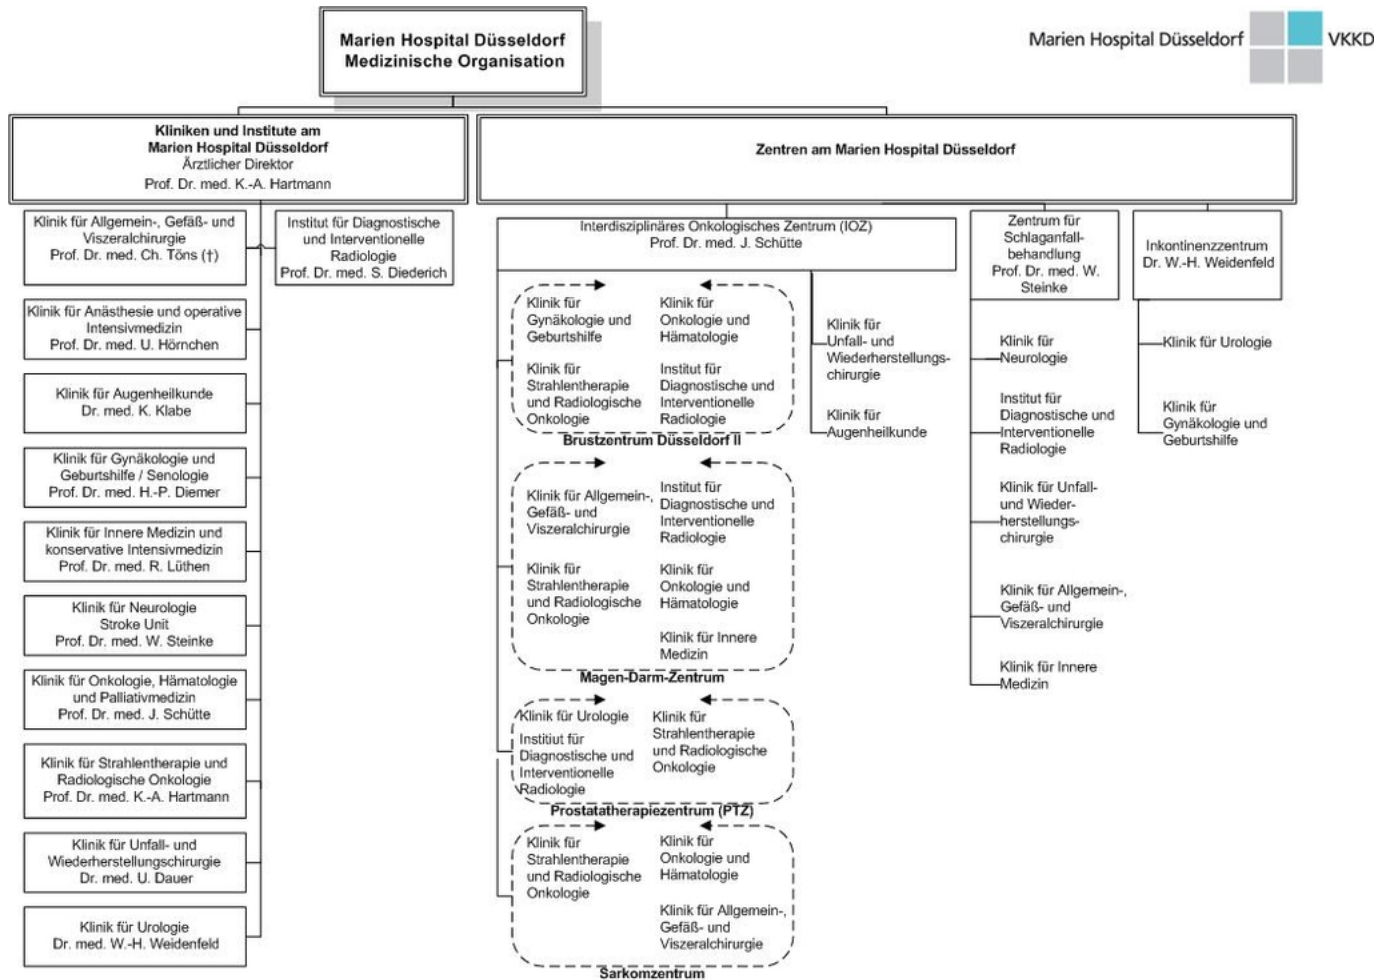 Marien Hospital Düsseldorf
Medizinische Organisation
Marien Hospital Düsseldorf
VKKD
Kliniken und Institute am
Marien Hospital Düsseldorf
Ärztlicher Direktor
Prof. Dr. med. K.-A. Hartmann
Klinik für Allgemein-, Gefäß- und
Viszeralchirurgie
Prof. Dr. med. Ch. Töns (†)
Institut für Diagnostische
und Interventionelle
Radiologie
Prof. Dr. med. S. Diederich
Klinik für Anästhesie und operative
Intensivmedizin
Prof. Dr. med. U. Hörnchen
Klinik für Augenheilkunde
Dr. med. K. Klabe
Klinik für Gynäkologie und
Geburtshilfe / Senologie
Prof. Dr. med. H.-P. Diemer
Klinik für Innere Medizin und
konservative Intensivmedizin
Prof. Dr. med. R. Lüthen
Klinik für Neurologie
Stroke Unit
Prof. Dr. med. W. Steinke
Klinik für Onkologie, Hämatologie
und Palliativmedizin
Prof. Dr. med. J. Schütte
Klinik für Strahlentherapie und
Radiologische Onkologie
Prof. Dr. med. K.-A. Hartmann
Klinik für Unfall- und
Wiederherstellungschirurgie
Dr. med. U. Dauer
Klinik für Urologie
Dr. med. W.-H. Weidenfeld
Zentren am Marien Hospital Düsseldorf
Interdisziplinäres Onkologisches Zentrum (IOZ)
Prof. Dr. med. J. Schütte
Klinik für
Gynäkologie und
Geburtshilfe
Klinik für
Onkologie und
Hämatologie
Klinik für
Strahlentherapie
und Radiologische
Onkologie
Institut für
Diagnostische und
Interventionelle
Radiologie
Brustzentrum Düsseldorf II
Klinik für Allgemein-,
Gefäß- und
Viszeralchirurgie
Institut für
Diagnostische und
Interventionelle
Radiologie
Klinik für
Strahlentherapie
und Radiologische
Onkologie
Klinik für
Onkologie und
Hämatologie
Klinik für Innere
Medizin
Magen-Darm-Zentrum
Klinik für Urologie
Institiut für
Diagnostische und
Interventionelle
Radiologie
Klinik für
Strahlentherapie
und Radiologische
Onkologie
Prostatatherapiezentrum (PTZ)
Klinik für
Strahlentherapie
und Radiologische
Onkologie
Klinik für
Onkologie und
Hämatologie
Klinik für Allgemein-,
Gefäß- und
Viszeralchirurgie
Sarkomzentrum
Klinik für
Unfall- und
Wiederherstellungs-
chirurgie
Klinik für
Augenheilkunde
Zentrum für
Schlaganfall-
behandlung
Prof. Dr. med. W.
Steinke
Klinik für
Neurologie
Institut für
Diagnostische und
Interventionelle
Radiologie
Klinik für Unfall-
und Wieder-
herstellungs-
chirurgie
Klinik für Allgemein-,
Gefäß- und
Viszeralchirurgie
Klinik für Innere
Medizin
Inkontinenzzentrum
Dr. W.-H. Weidenfeld
Klinik für Urologie
Klinik für
Gynäkologie und
Geburtshilfe